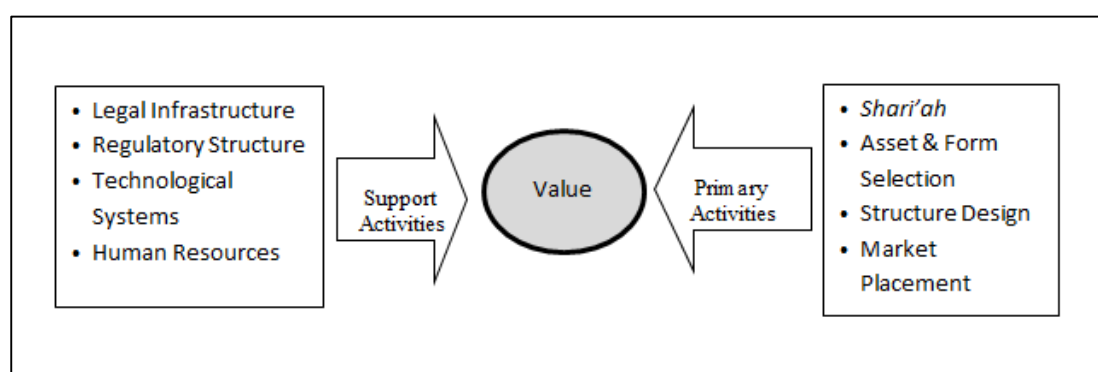 • Legal Infrastructure
• Regulatory Structure
• Technological
Systems
• Human Resources
Support
Activities
Value
Primary
Activities
• Shari’ah
• Asset & Form
Selection
• Structure Design
• Market
Placement